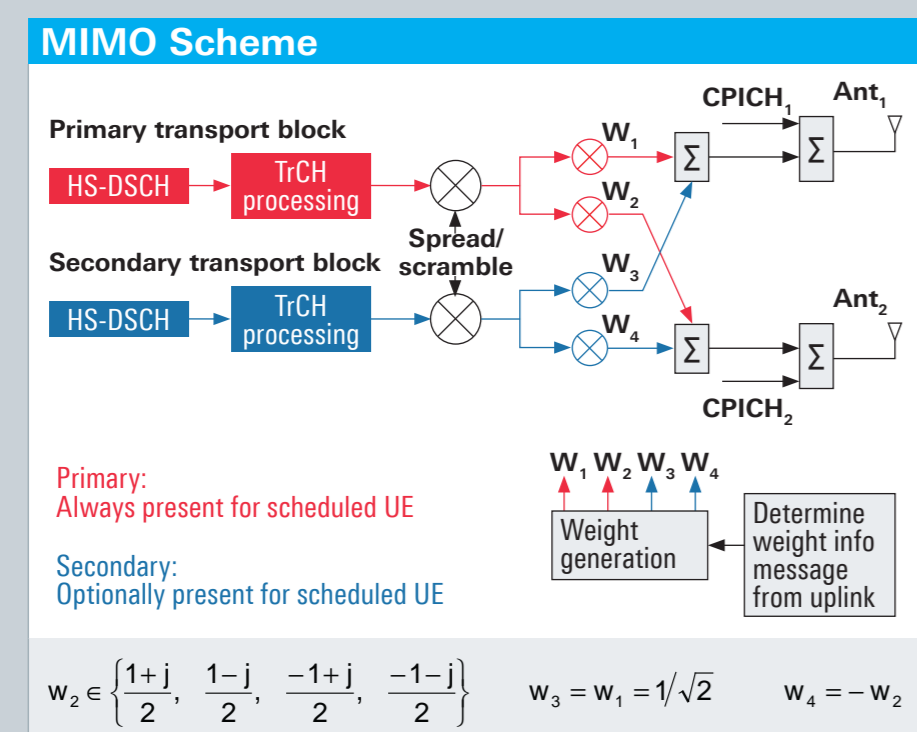 MIMO Scheme
CPICH₁ Ant₁
Primary transport block
W₁
HS-DSCH
TrCH
processing
Σ
Σ
W₂
Spread/
scramble
Secondary transport block
W₃
HS-DSCH
TrCH
processing
W₄
Σ
Σ
Ant₂
CPICH₂
Primary:
Always present for scheduled UE
Secondary:
Optionally present for scheduled UE
W₁ W₂ W₃ W₄
Weight
generation
Determine
weight info
message
from uplink
w₂ ∈ {(1+j)/2, (1−j)/2, (−1+j)/2, (−1−j)/2} w₃ = w₁ = 1/√2 w₄ = − w₂